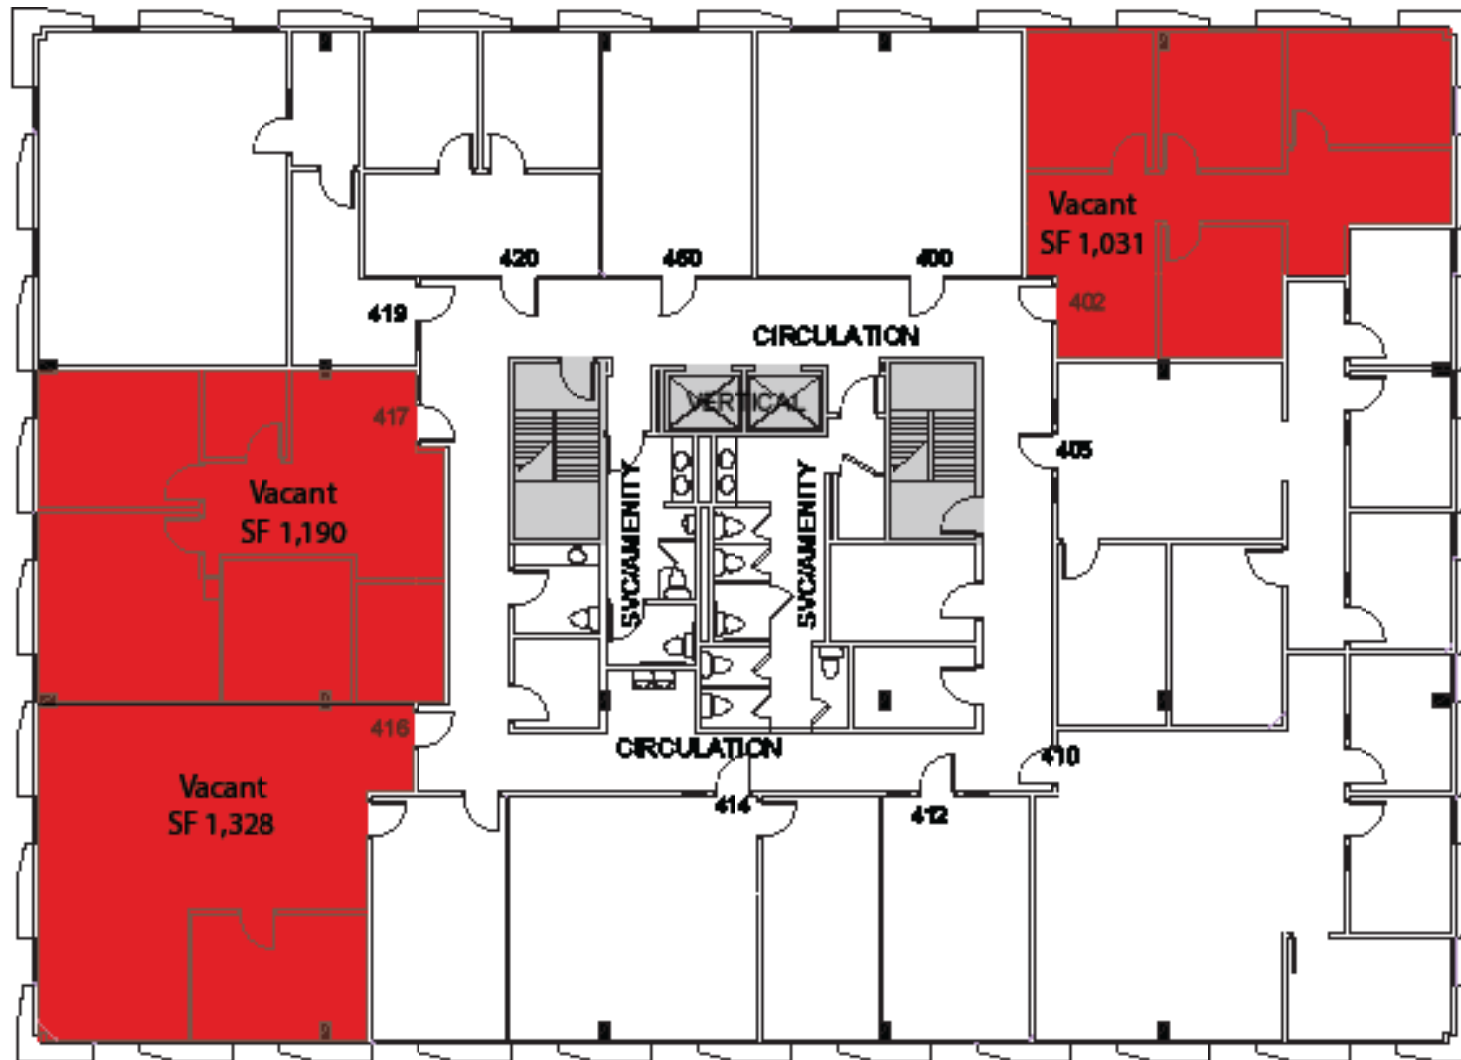 Vacant
SF 1,031
420
460
400
402
419
CIRCULATION
VERTICAL
417
405
Vacant
SF 1,190
SVC/AMENITY
SVC/AMENITY
416
CIRCULATION
410
Vacant
SF 1,328
414
412